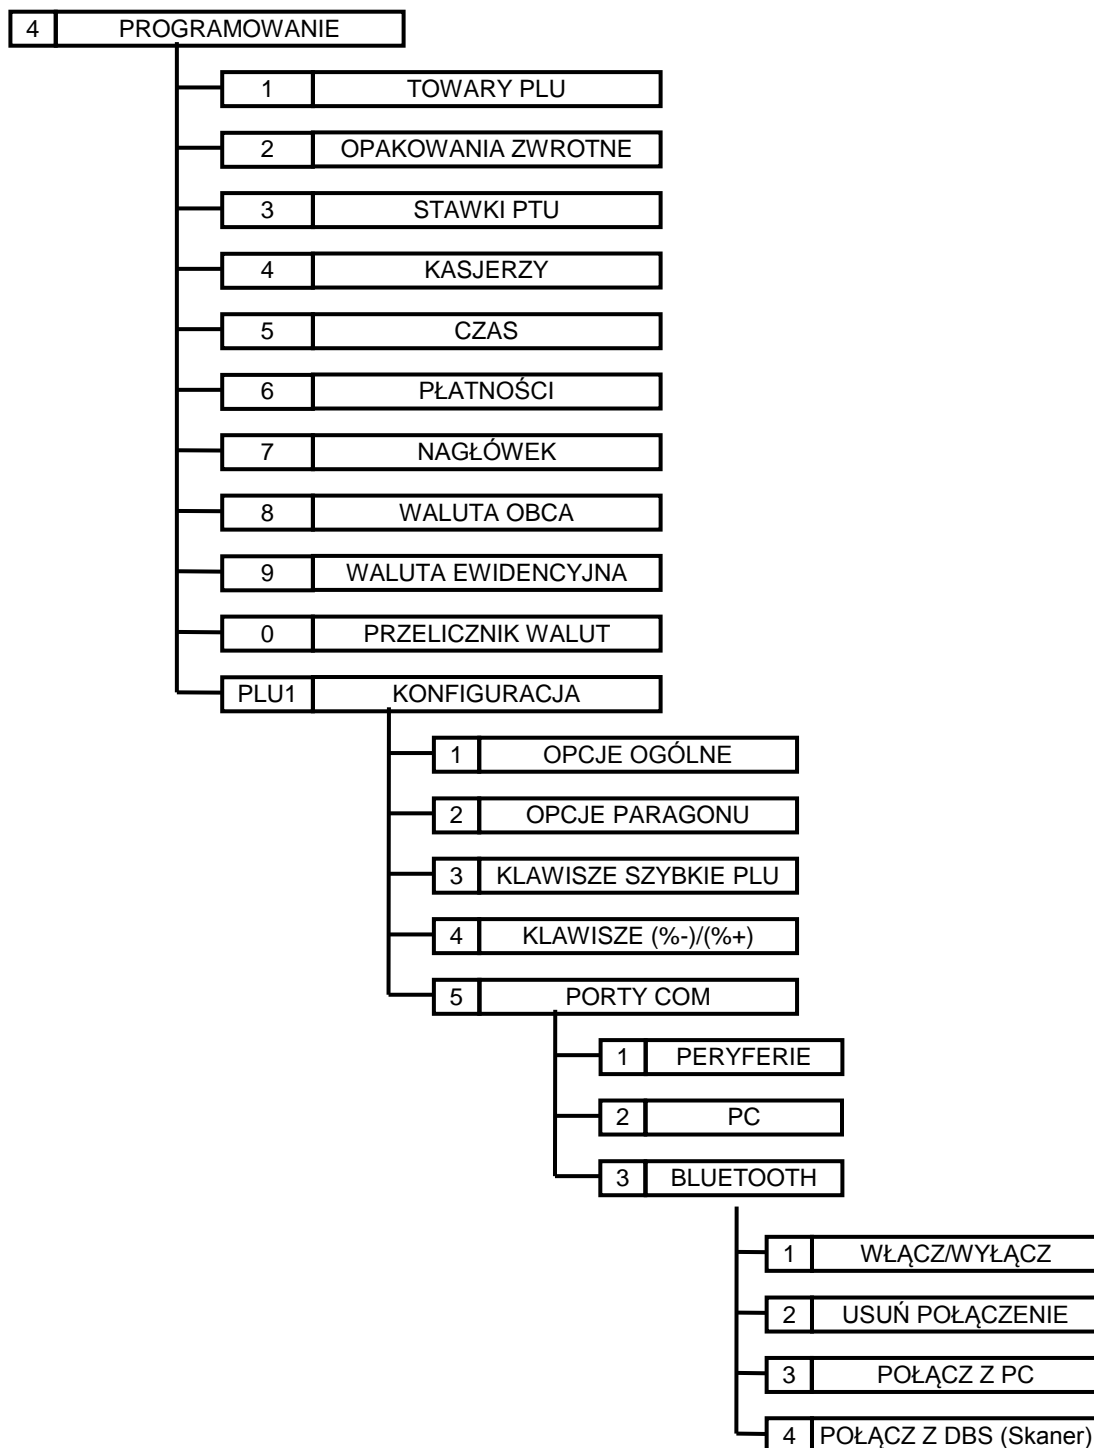 4 PROGRAMOWANIE
1 TOWARY PLU
2 OPAKOWANIA ZWROTNE
3 STAWKI PTU
4 KASJERZY
5 CZAS
6 PŁATNOŚCI
7 NAGŁÓWEK
8 WALUTA OBCA
9 WALUTA EWIDENCYJNA
0 PRZELICZNIK WALUT
PLU1 KONFIGURACJA
1 OPCJE OGÓLNE
2 OPCJE PARAGONU
3 KLAWISZE SZYBKIE PLU
4 KLAWISZE (%-)/(%+)
5 PORTY COM
1 PERYFERIE
2 PC
3 BLUETOOTH
1 WŁĄCZ/WYŁĄCZ
2 USUŃ POŁĄCZENIE
3 POŁĄCZ Z PC
4 POŁĄCZ Z DBS (Skaner)